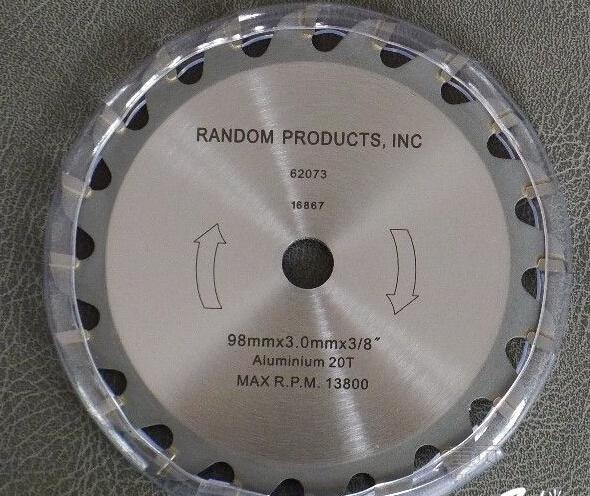 RANDOM PRODUCTS, INC
62073
16867
98mmx3.0mmx3/8″
Aluminium 20T
MAX R.P.M. 13800